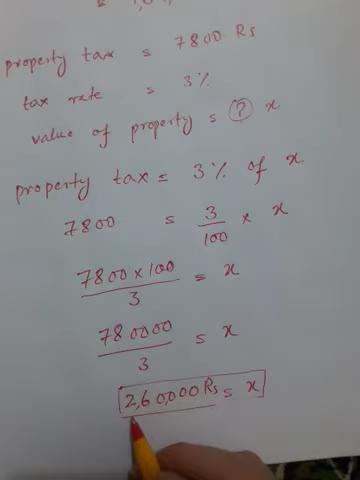 property tax = 7800 Rs
tax rate = 3%
value of property = ? x
property tax = 3% of x
7800 = 3/100 × x
7800 × 100 / 3 = x
780000 / 3 = x
2,60,000 Rs = x